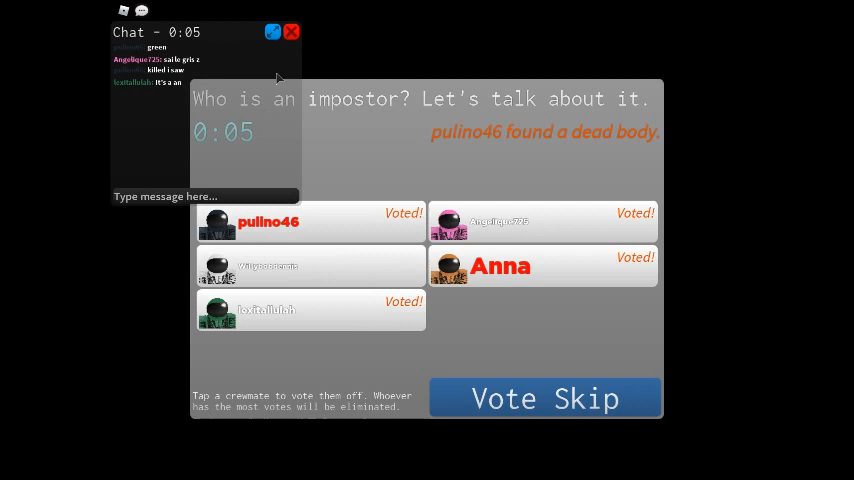 Chat - 0:05
pulino46: green
Angelique725: sai le gris z
pulino46: killed i saw
lexitallulah: It's a an
Type message here...
Who is an impostor? Let's talk about it.
0:05
pulino46 found a dead body.
pulino46
Voted!
Angelique725
Voted!
Anna
Voted!
lexitallulah
Voted!
Tap a crewmate to vote them off. Whoever
has the most votes will be eliminated.
Vote Skip